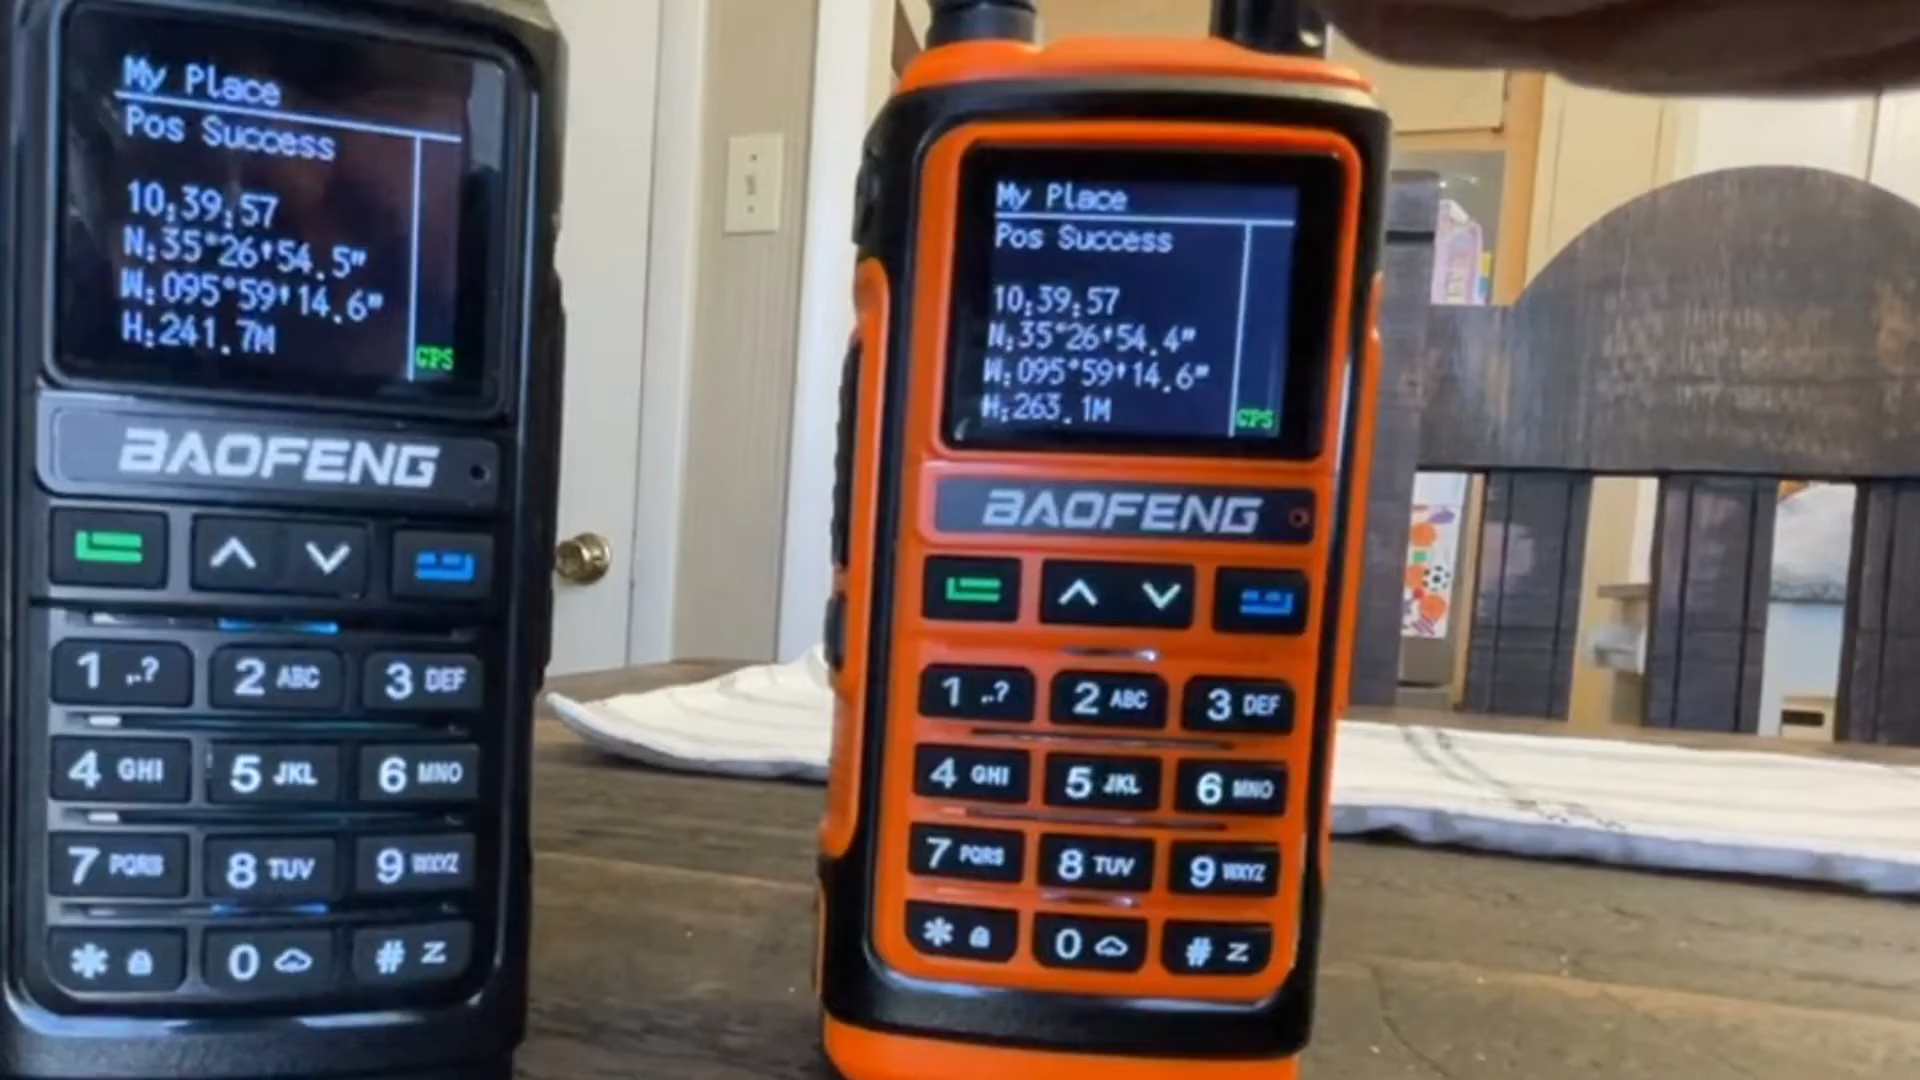 My Place
Pos Success
10:39:57
N:35°26'54.5"
W:095°59'14.6"
H:241.7M
GPS
BAOFENG
1 ,.?
2 ABC
3 DEF
4 GHI
5 JKL
6 MNO
7 PQRS
8 TUV
9 WXYZ
*
0
#
My Place
Pos Success
10:39:57
N:35°26'54.4"
W:095°59'14.6"
H:263.1M
GPS
BAOFENG
1 ,.?
2 ABC
3 DEF
4 GHI
5 JKL
6 MNO
7 PQRS
8 TUV
9 WXYZ
*
0
#